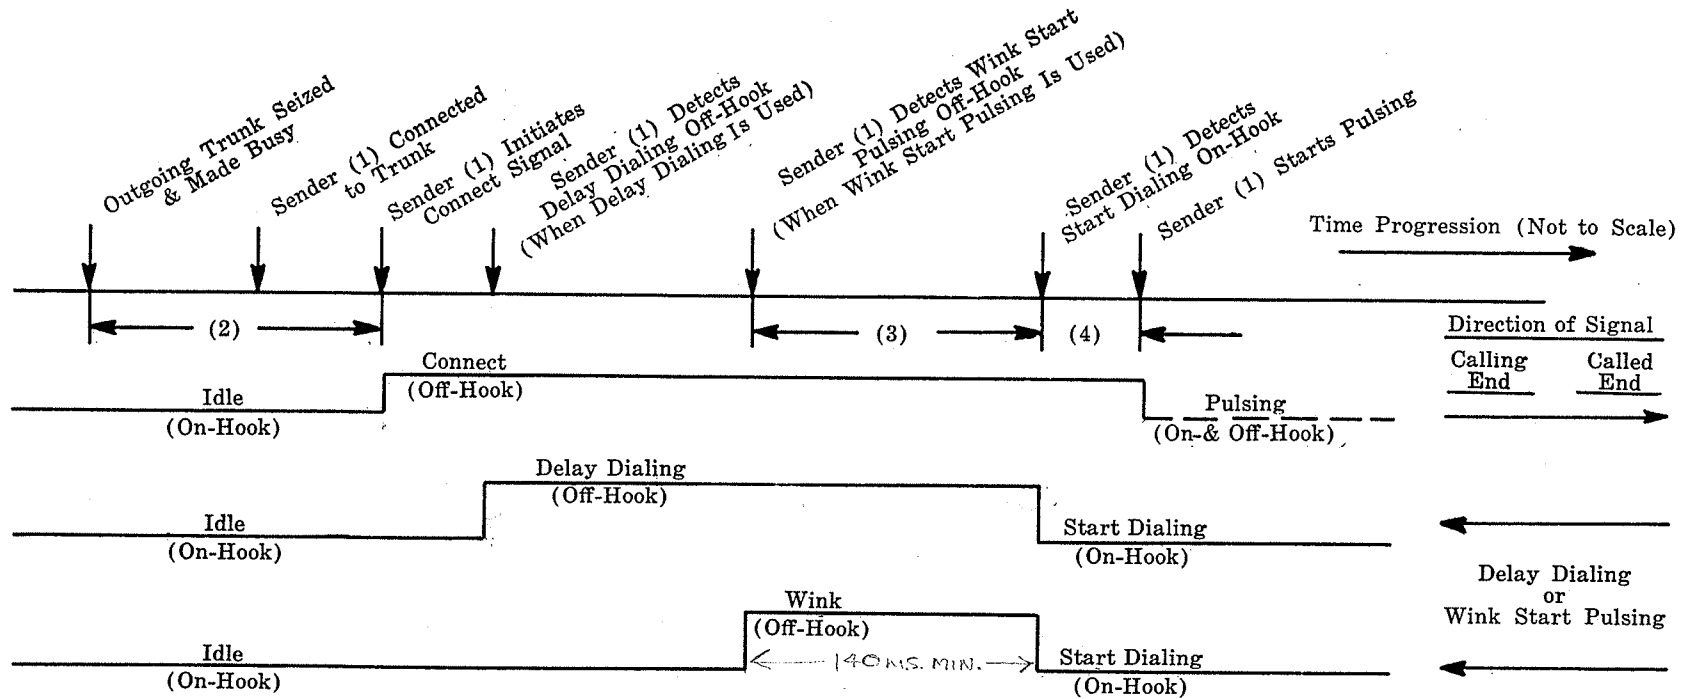 Outgoing Trunk Seized
& Made Busy
Sender (1) Connected
to Trunk
Sender (1) Initiates
Connect Signal
Sender (1) Detects
Delay Dialing Off-Hook
(When Delay Dialing Is Used)
Sender (1) Detects Wink Start
Pulsing Off-Hook
(When Wink Start Pulsing Is Used)
Sender (1) Detects
Start Dialing On-Hook
Sender (1) Starts Pulsing
Time Progression (Not to Scale)
(2)
(3)
(4)
Direction of Signal
Calling
End
Called
End
Connect
(Off-Hook)
Idle
(On-Hook)
Pulsing
(On-& Off-Hook)
Delay Dialing
(Off-Hook)
Idle
(On-Hook)
Start Dialing
(On-Hook)
Delay Dialing
or
Wink Start Pulsing
Wink
(Off-Hook)
140 MS. MIN.
Idle
(On-Hook)
Start Dialing
(On-Hook)